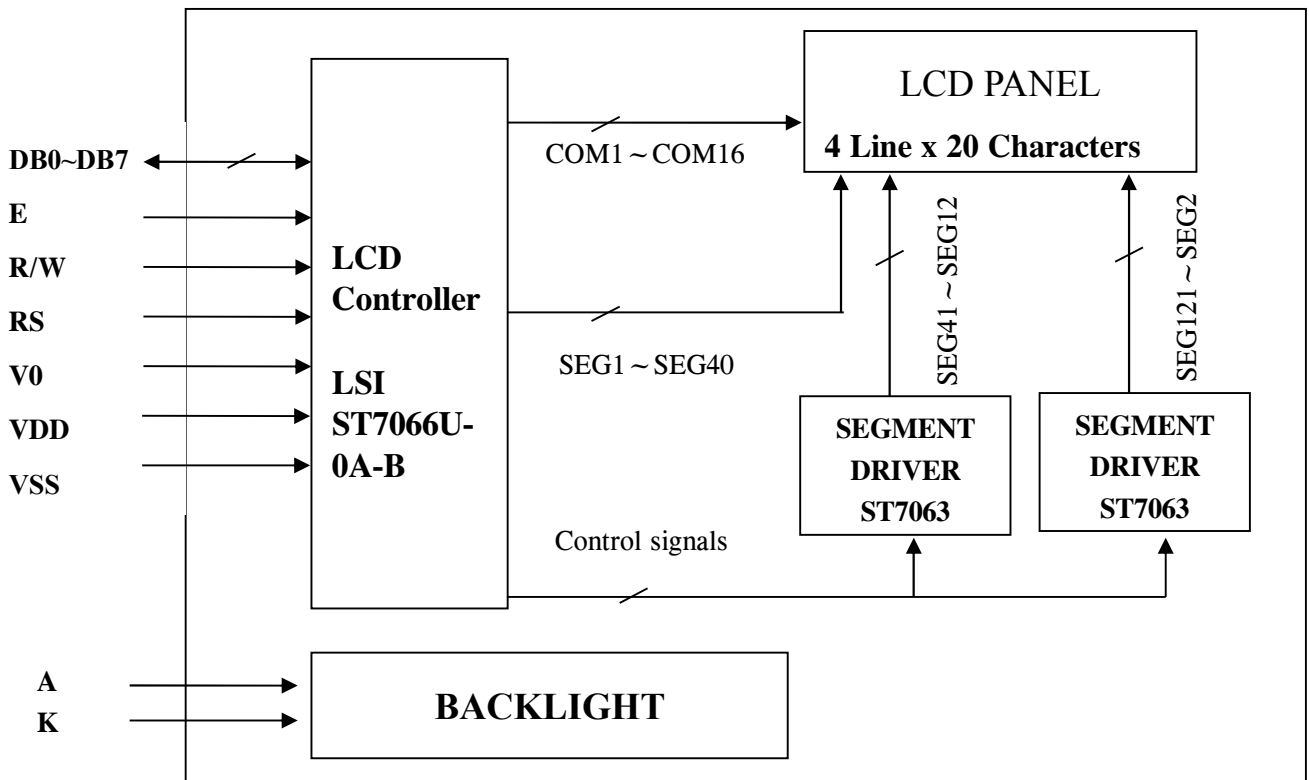 LCD PANEL
4 Line x 20 Characters
COM1~COM16
DB0~DB7
E
R/W
RS
V0
VDD
VSS
LCD
Controller
LSI
ST7066U-
0A-B
SEG1~SEG40
SEG41~SEG12
SEG121~SEG2
SEGMENT
DRIVER
ST7063
SEGMENT
DRIVER
ST7063
Control signals
A
K
BACKLIGHT